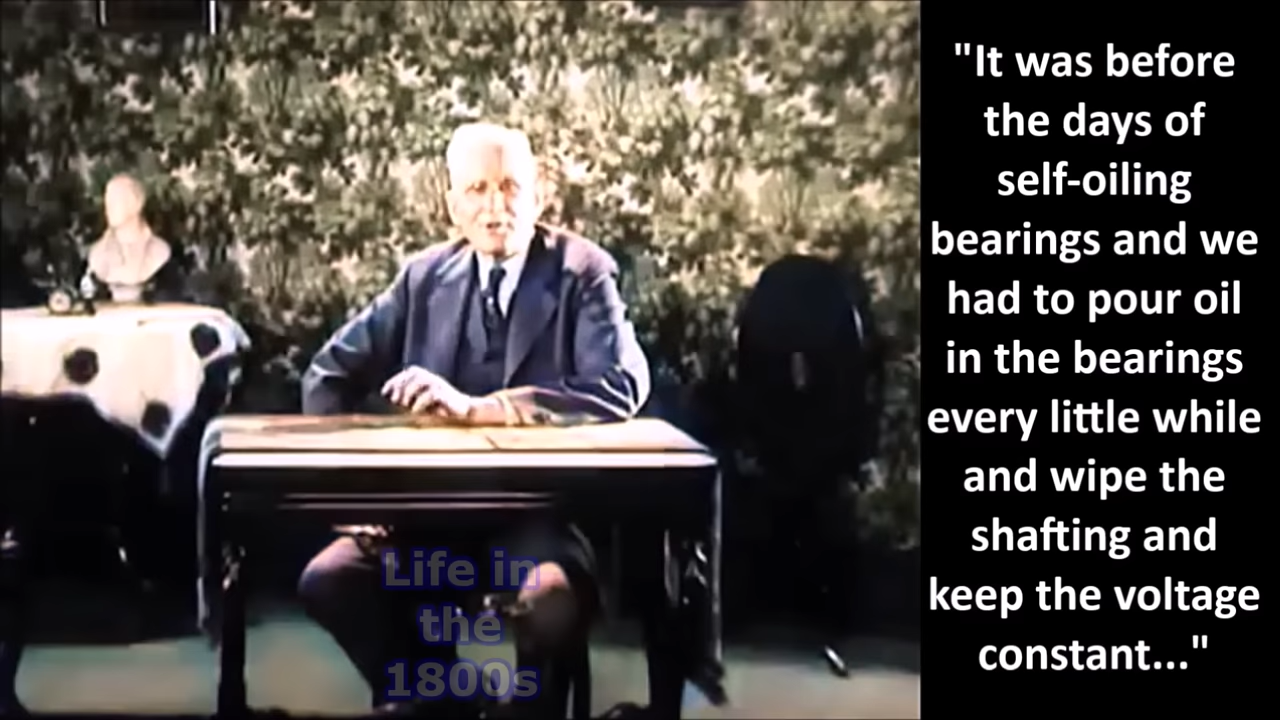 "It was before
the days of
self-oiling
bearings and we
had to pour oil
in the bearings
every little while
and wipe the
shafting and
keep the voltage
constant..."
Life in
the
1800s